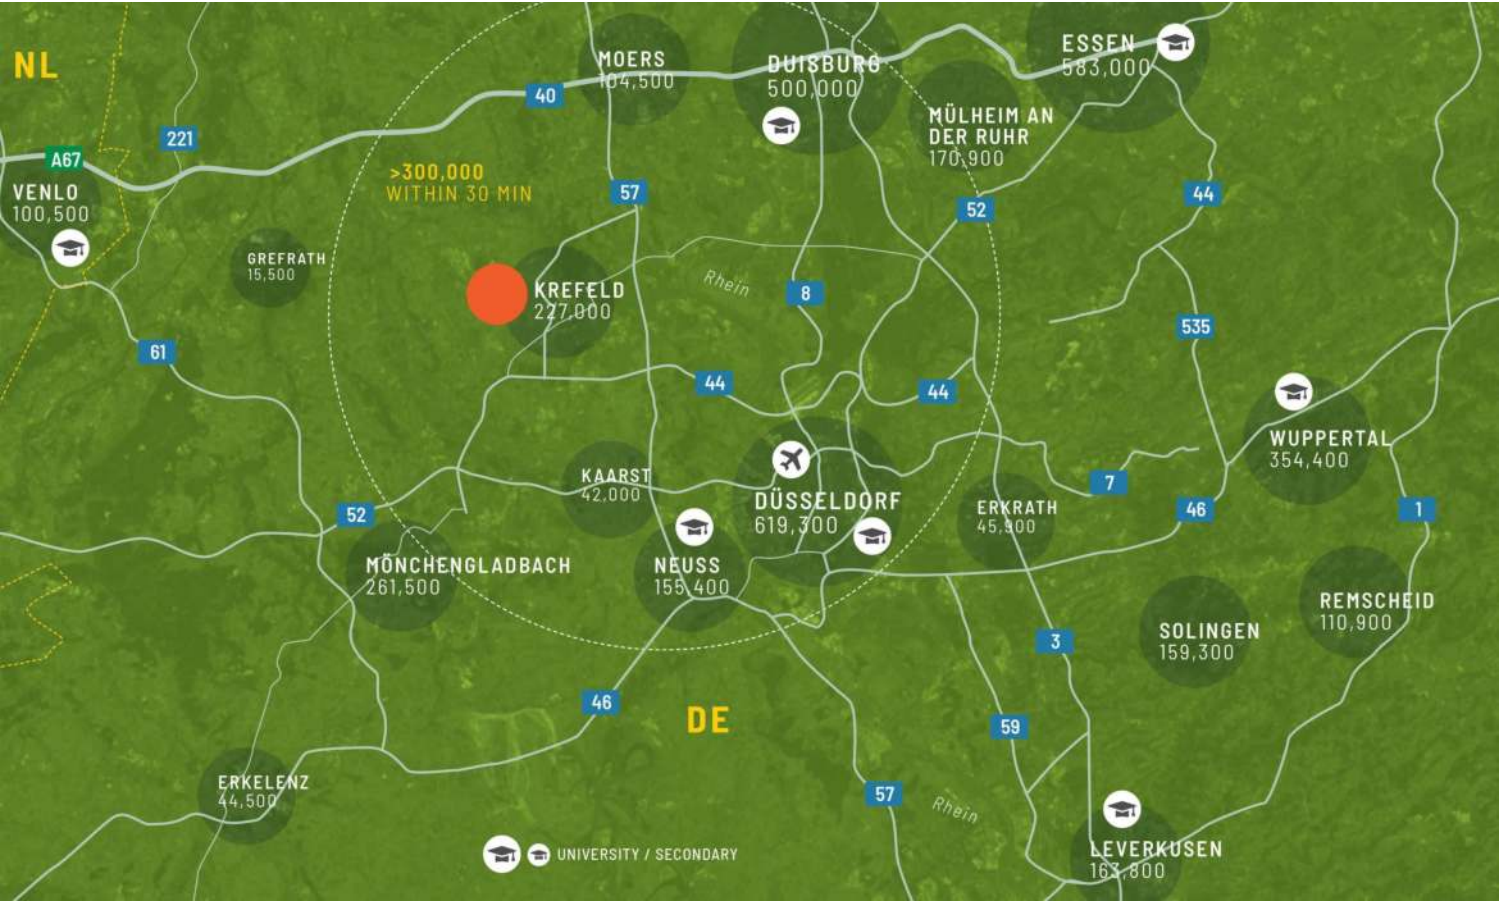 NL
MOERS
104,500
DUISBURG
500,000
ESSEN
583,000
40
MÜLHEIM AN
DER RUHR
170,900
221
A67
VENLO
100,500
>300,000
WITHIN 30 MIN
57
52
44
GREFRATH
15,500
KREFELD
227,000
Rhein
8
535
61
44
44
WUPPERTAL
354,400
KAARST
42,000
DÜSSELDORF
619,300
7
ERKRATH
45,900
46
1
52
MÖNCHENGLADBACH
261,500
NEUSS
155,400
REMSCHEID
110,900
SOLINGEN
159,300
3
46
DE
59
ERKELENZ
44,500
57
Rhein
LEVERKUSEN
163,800
UNIVERSITY / SECONDARY